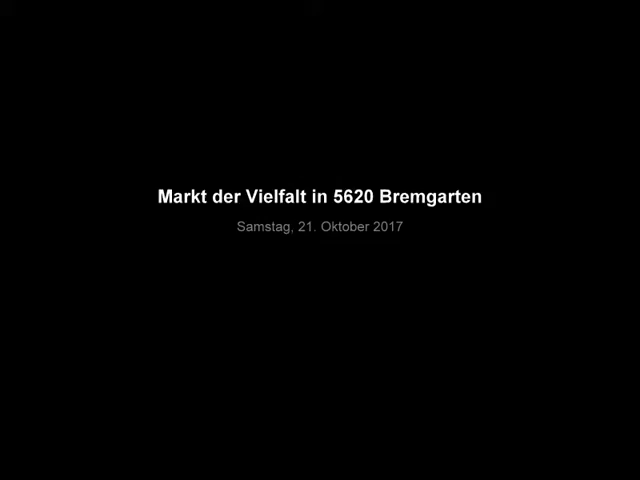 Markt der Vielfalt in 5620 Bremgarten
Samstag, 21. Oktober 2017